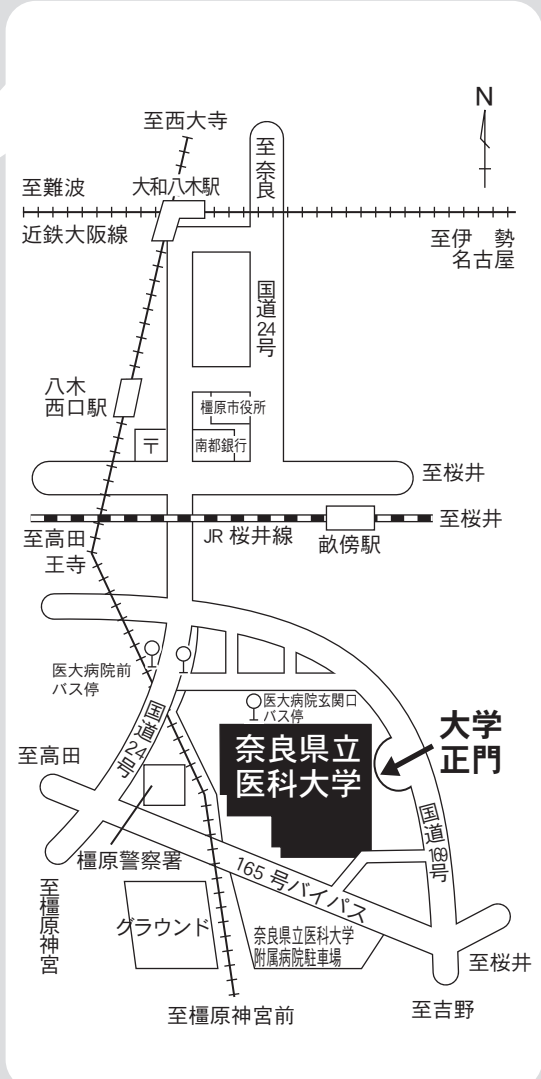 N
至西大寺
至奈良
至難波
大和八木駅
近鉄大阪線
至伊　勢
名古屋
国道24号
八木
西口駅
橿原市役所
〒
南都銀行
至桜井
至桜井
至高田
王寺
JR 桜井線
畝傍駅
医大病院前
バス停
医大病院玄関口
バス停
国道24号
大学
正門
奈良県立
医科大学
至高田
国道169号
橿原警察署
165 号バイパス
至橿原神宮
グラウンド
奈良県立医科大学
附属病院駐車場
至桜井
至橿原神宮前
至吉野